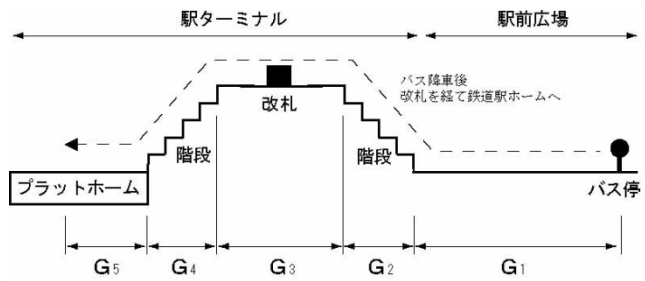 駅ターミナル
駅前広場
バス降車後
改札を経て鉄道駅ホームへ
改札
階段
階段
プラットホーム
バス停
G5
G4
G3
G2
G1